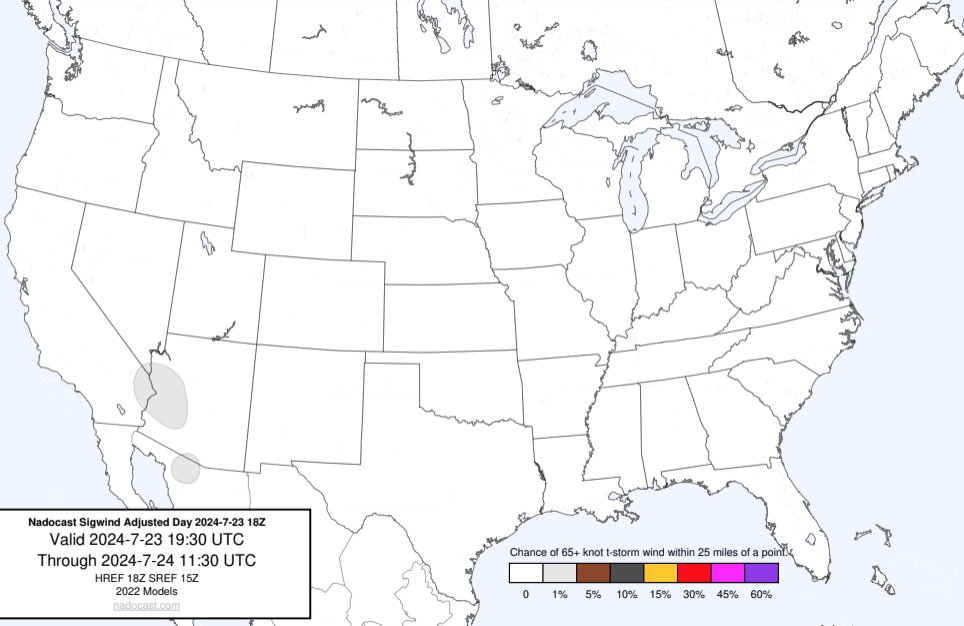 Nadocast Sigwind Adjusted Day 2024-7-23 18Z
Valid 2024-7-23 19:30 UTC
Through 2024-7-24 11:30 UTC
HREF 18Z SREF 15Z
2022 Models
nadocast.com
Chance of 65+ knot t-storm wind within 25 miles of a point.
0 1% 5% 10% 15% 30% 45% 60%